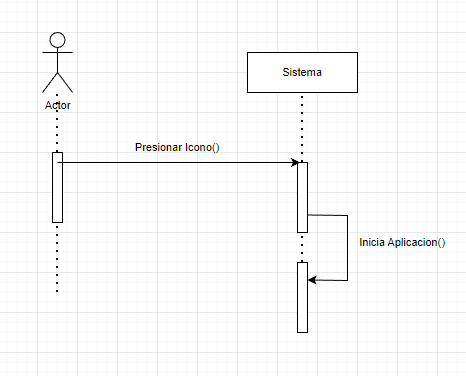 Actor
Sistema
Presionar Icono()
Inicia Aplicacion()